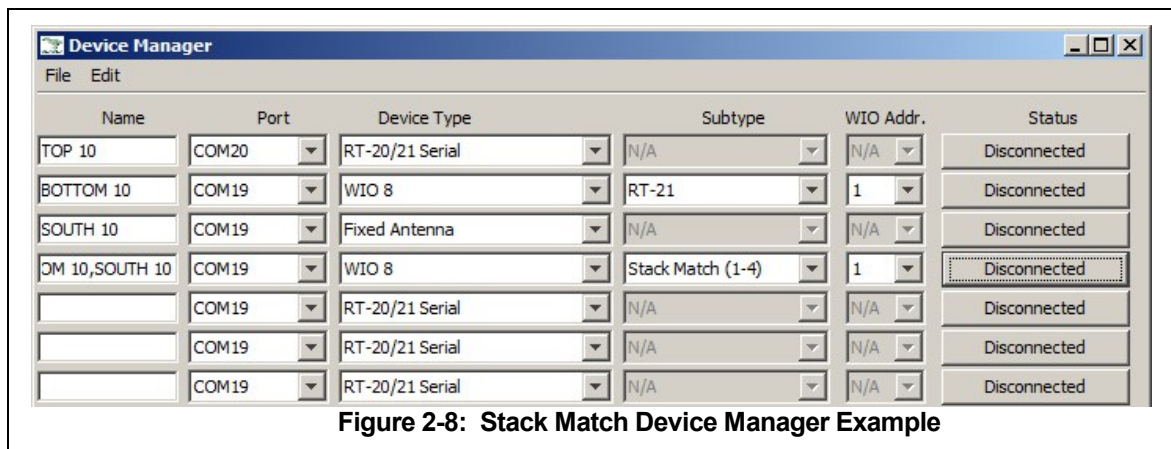 Device Manager
File Edit
Name Port Device Type Subtype WIO Addr. Status
TOP 10 COM20 RT-20/21 Serial N/A N/A Disconnected
BOTTOM 10 COM19 WIO 8 RT-21 1 Disconnected
SOUTH 10 COM19 Fixed Antenna N/A N/A Disconnected
OM 10,SOUTH 10 COM19 WIO 8 Stack Match (1-4) 1 Disconnected
COM19 RT-20/21 Serial N/A N/A Disconnected
COM19 RT-20/21 Serial N/A N/A Disconnected
COM19 RT-20/21 Serial N/A N/A Disconnected
Figure 2-8: Stack Match Device Manager Example